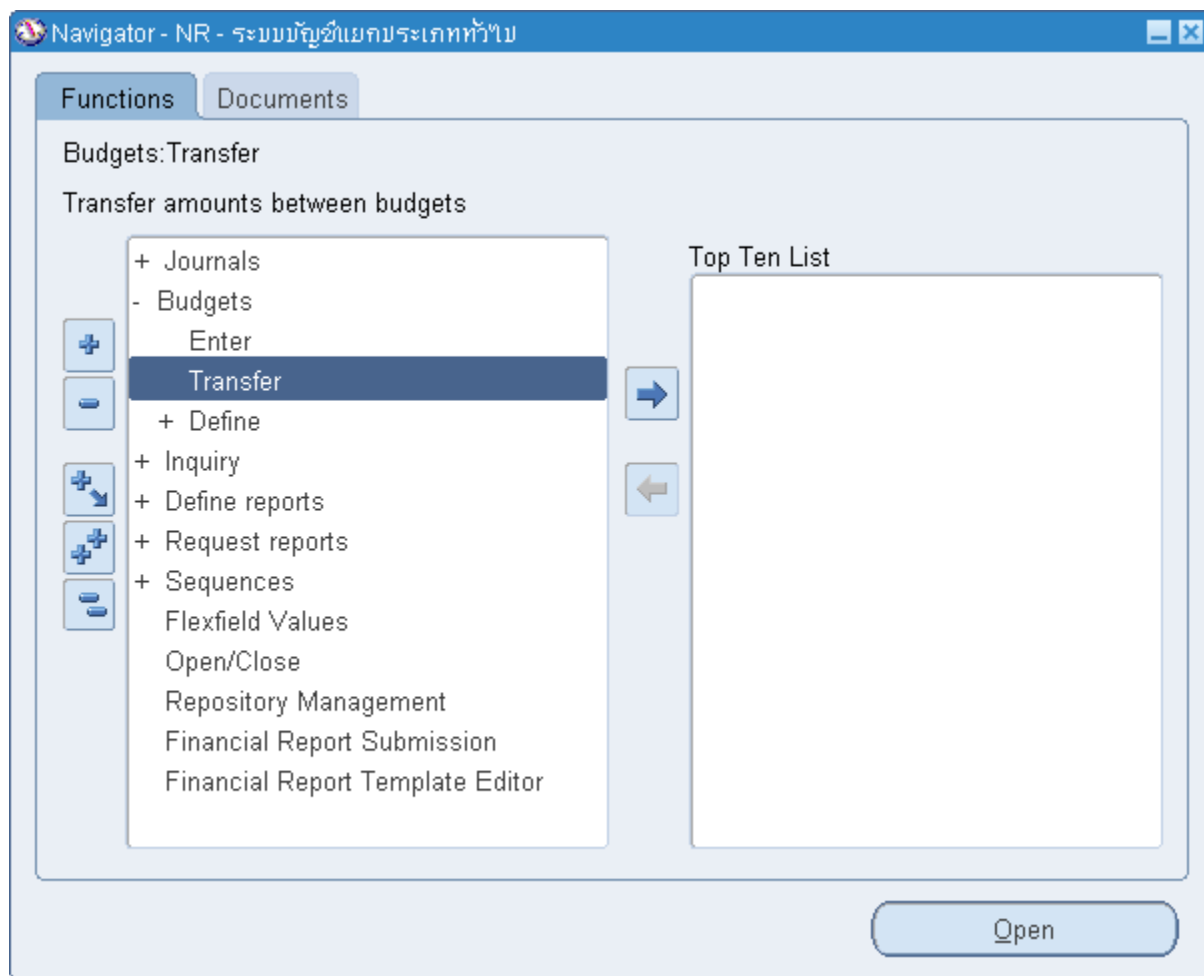 Navigator - NR - ระบบบัญชีแยกประเภททั่วไป
Functions
Documents
Budgets:Transfer
Transfer amounts between budgets
+ Journals
- Budgets
Enter
Transfer
+ Define
+ Inquiry
+ Define reports
+ Request reports
+ Sequences
Flexfield Values
Open/Close
Repository Management
Financial Report Submission
Financial Report Template Editor
Top Ten List
Open